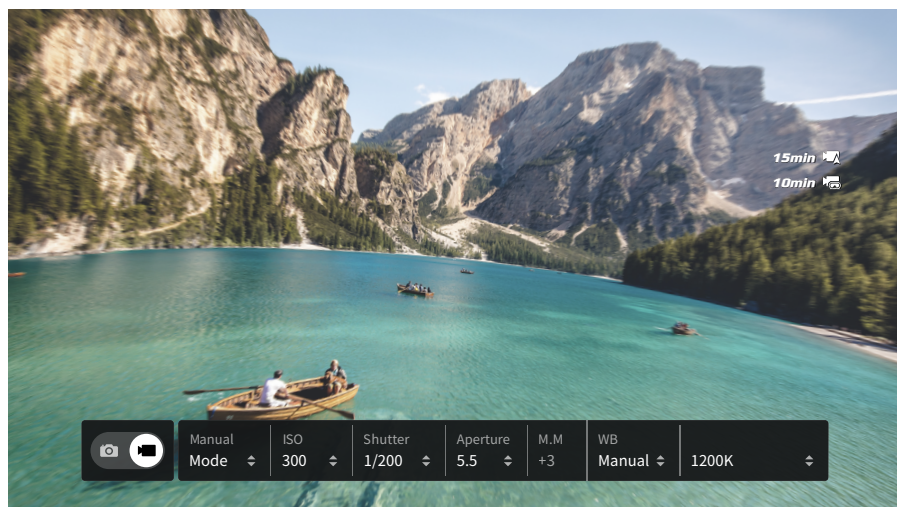 15min
10min
Manual ISO Shutter Aperture M.M WB
Mode 300 1/200 5.5 +3 Manual 1200K